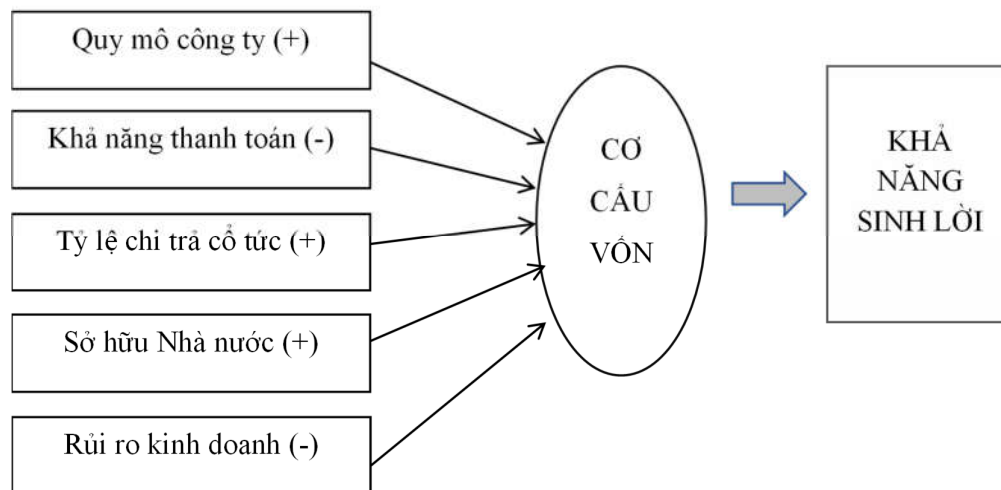 Quy mô công ty (+)
Khả năng thanh toán (-)
Tỷ lệ chi trả cổ tức (+)
Sở hữu Nhà nước (+)
Rủi ro kinh doanh (-)
CƠ
CẤU
VỐN
KHẢ
NĂNG
SINH LỜI